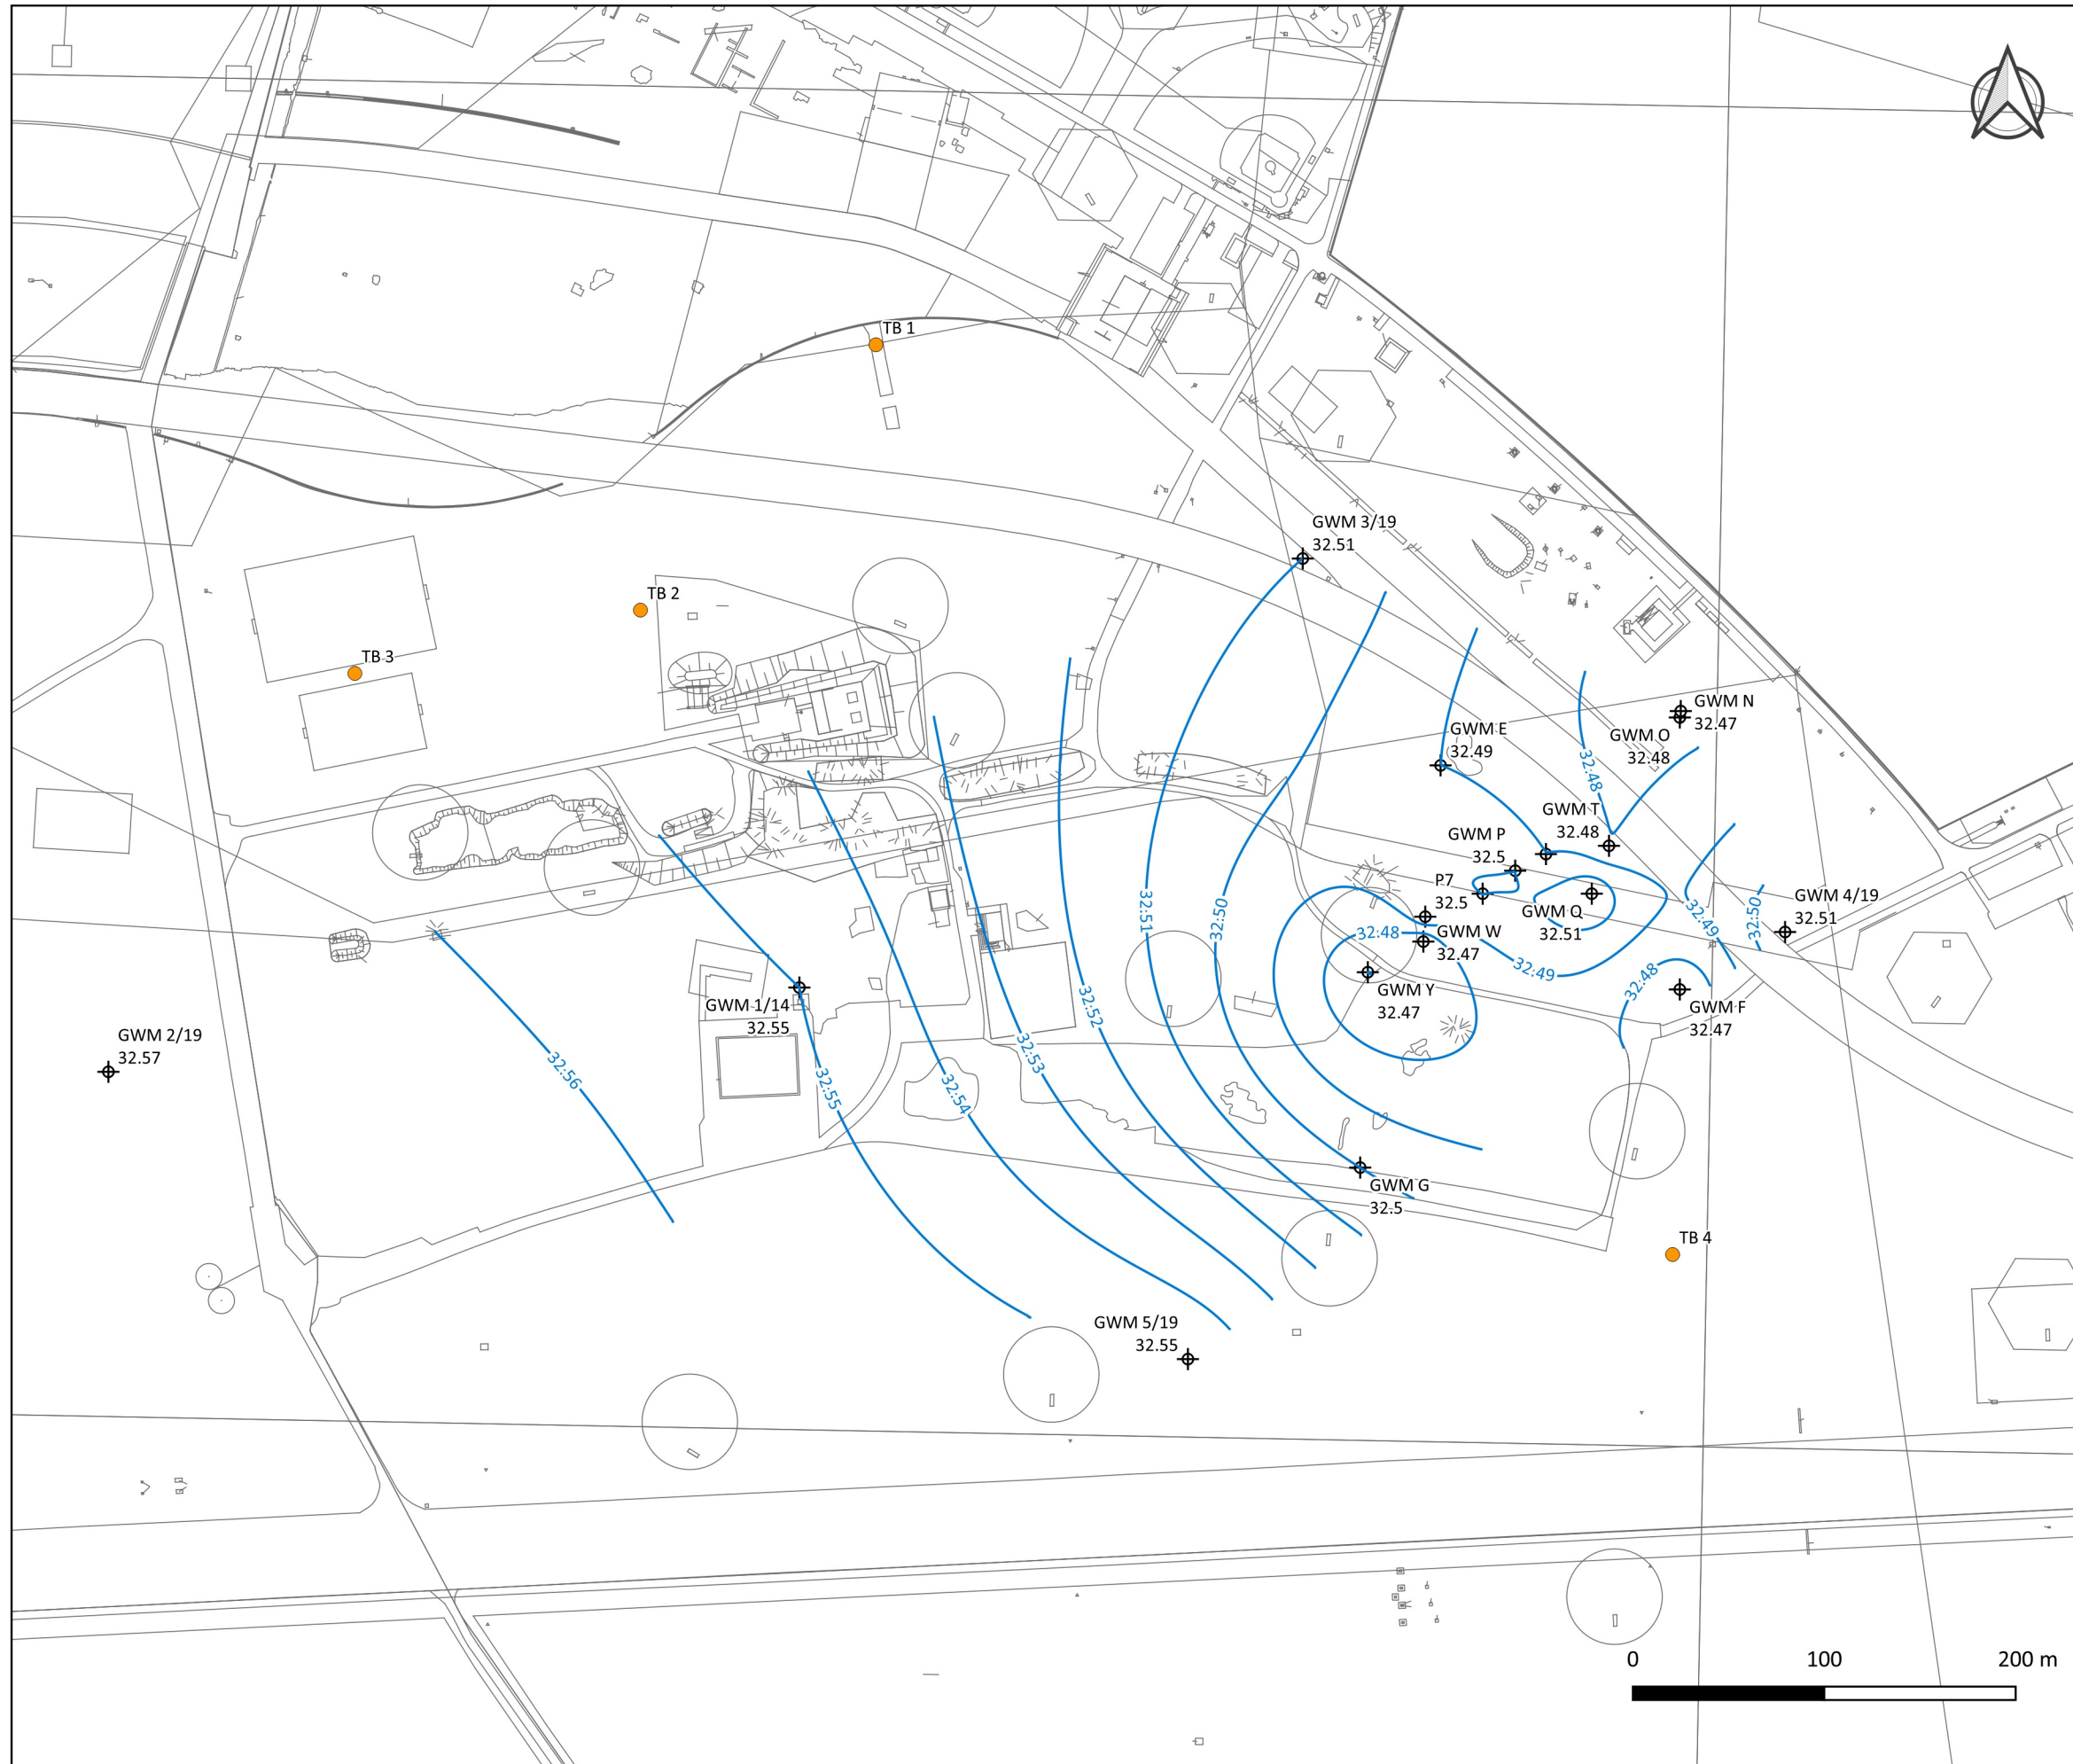 TB 1
GWM 3/19
32.51
TB 2
TB 3
GWM N
32.47
GWM E
32.49
GWM O
32.48
32:48
GWM T
32.48
GWM P
32.5
P7
32.5
GWM Q
32.51
GWM 4/19
32.51
32:51
32:50
32:49
32:50
32:48
GWM W
32.47
32:49
32:48
GWM Y
32.47
GWM F
32.47
GWM 1/14
32.55
32:52
GWM 2/19
32.57
32:56
32:55
32:54
32:53
GWM G
32.5
TB 4
GWM 5/19
32.55
0 100 200 m